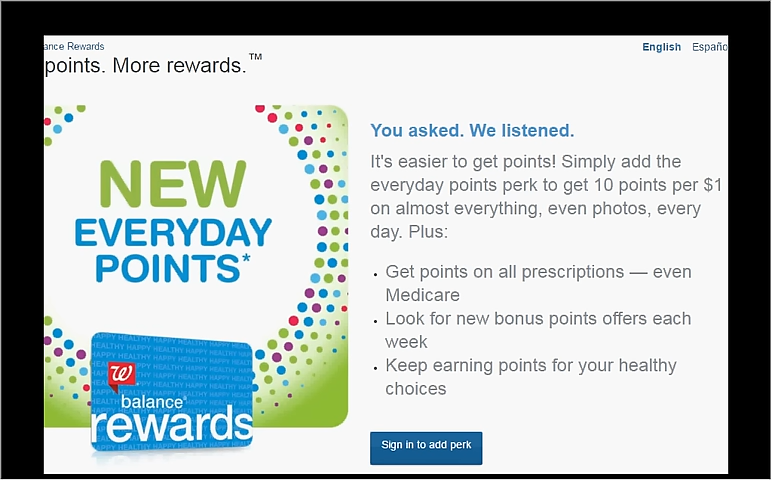 ance Rewards
English Españo
points. More rewards.™
NEW
EVERYDAY
POINTS*
balance®
rewards
You asked. We listened.
It's easier to get points! Simply add the
everyday points perk to get 10 points per $1
on almost everything, even photos, every
day. Plus:
• Get points on all prescriptions — even
Medicare
• Look for new bonus points offers each
week
• Keep earning points for your healthy
choices
Sign in to add perk